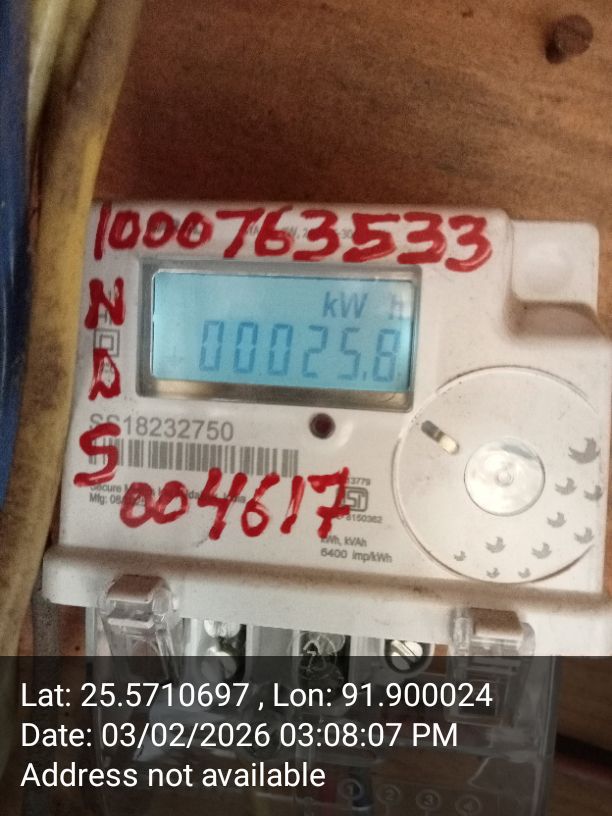 1000763533
kW h
00025.8
N
D
S
SS18232750
004617
kWh, kVAh
6400 imp/kWh
Lat: 25.5710697 , Lon: 91.900024
Date: 03/02/2026 03:08:07 PM
Address not available